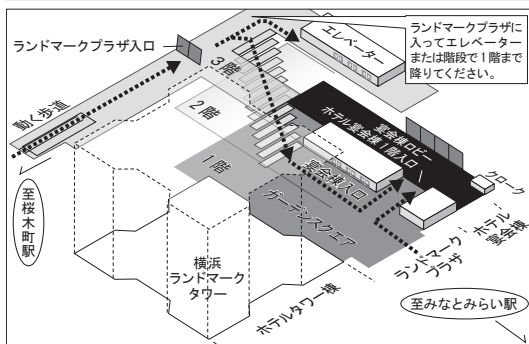 ランドマークプラザに
入ってエレベーター
または階段で1階まで
降りてください。
エレベーター
ランドマークプラザ入口
3階
動く歩道
2階
宴会棟ロビー
ホテル宴会棟1階入口
クローク
1階
宴会棟入口
ガーデンスクエア
至桜木町駅
横浜
ランドマーク
タワー
ホテルタワー棟
ランドマーク
プラザ
ホテル
宴会棟
至みなとみらい駅